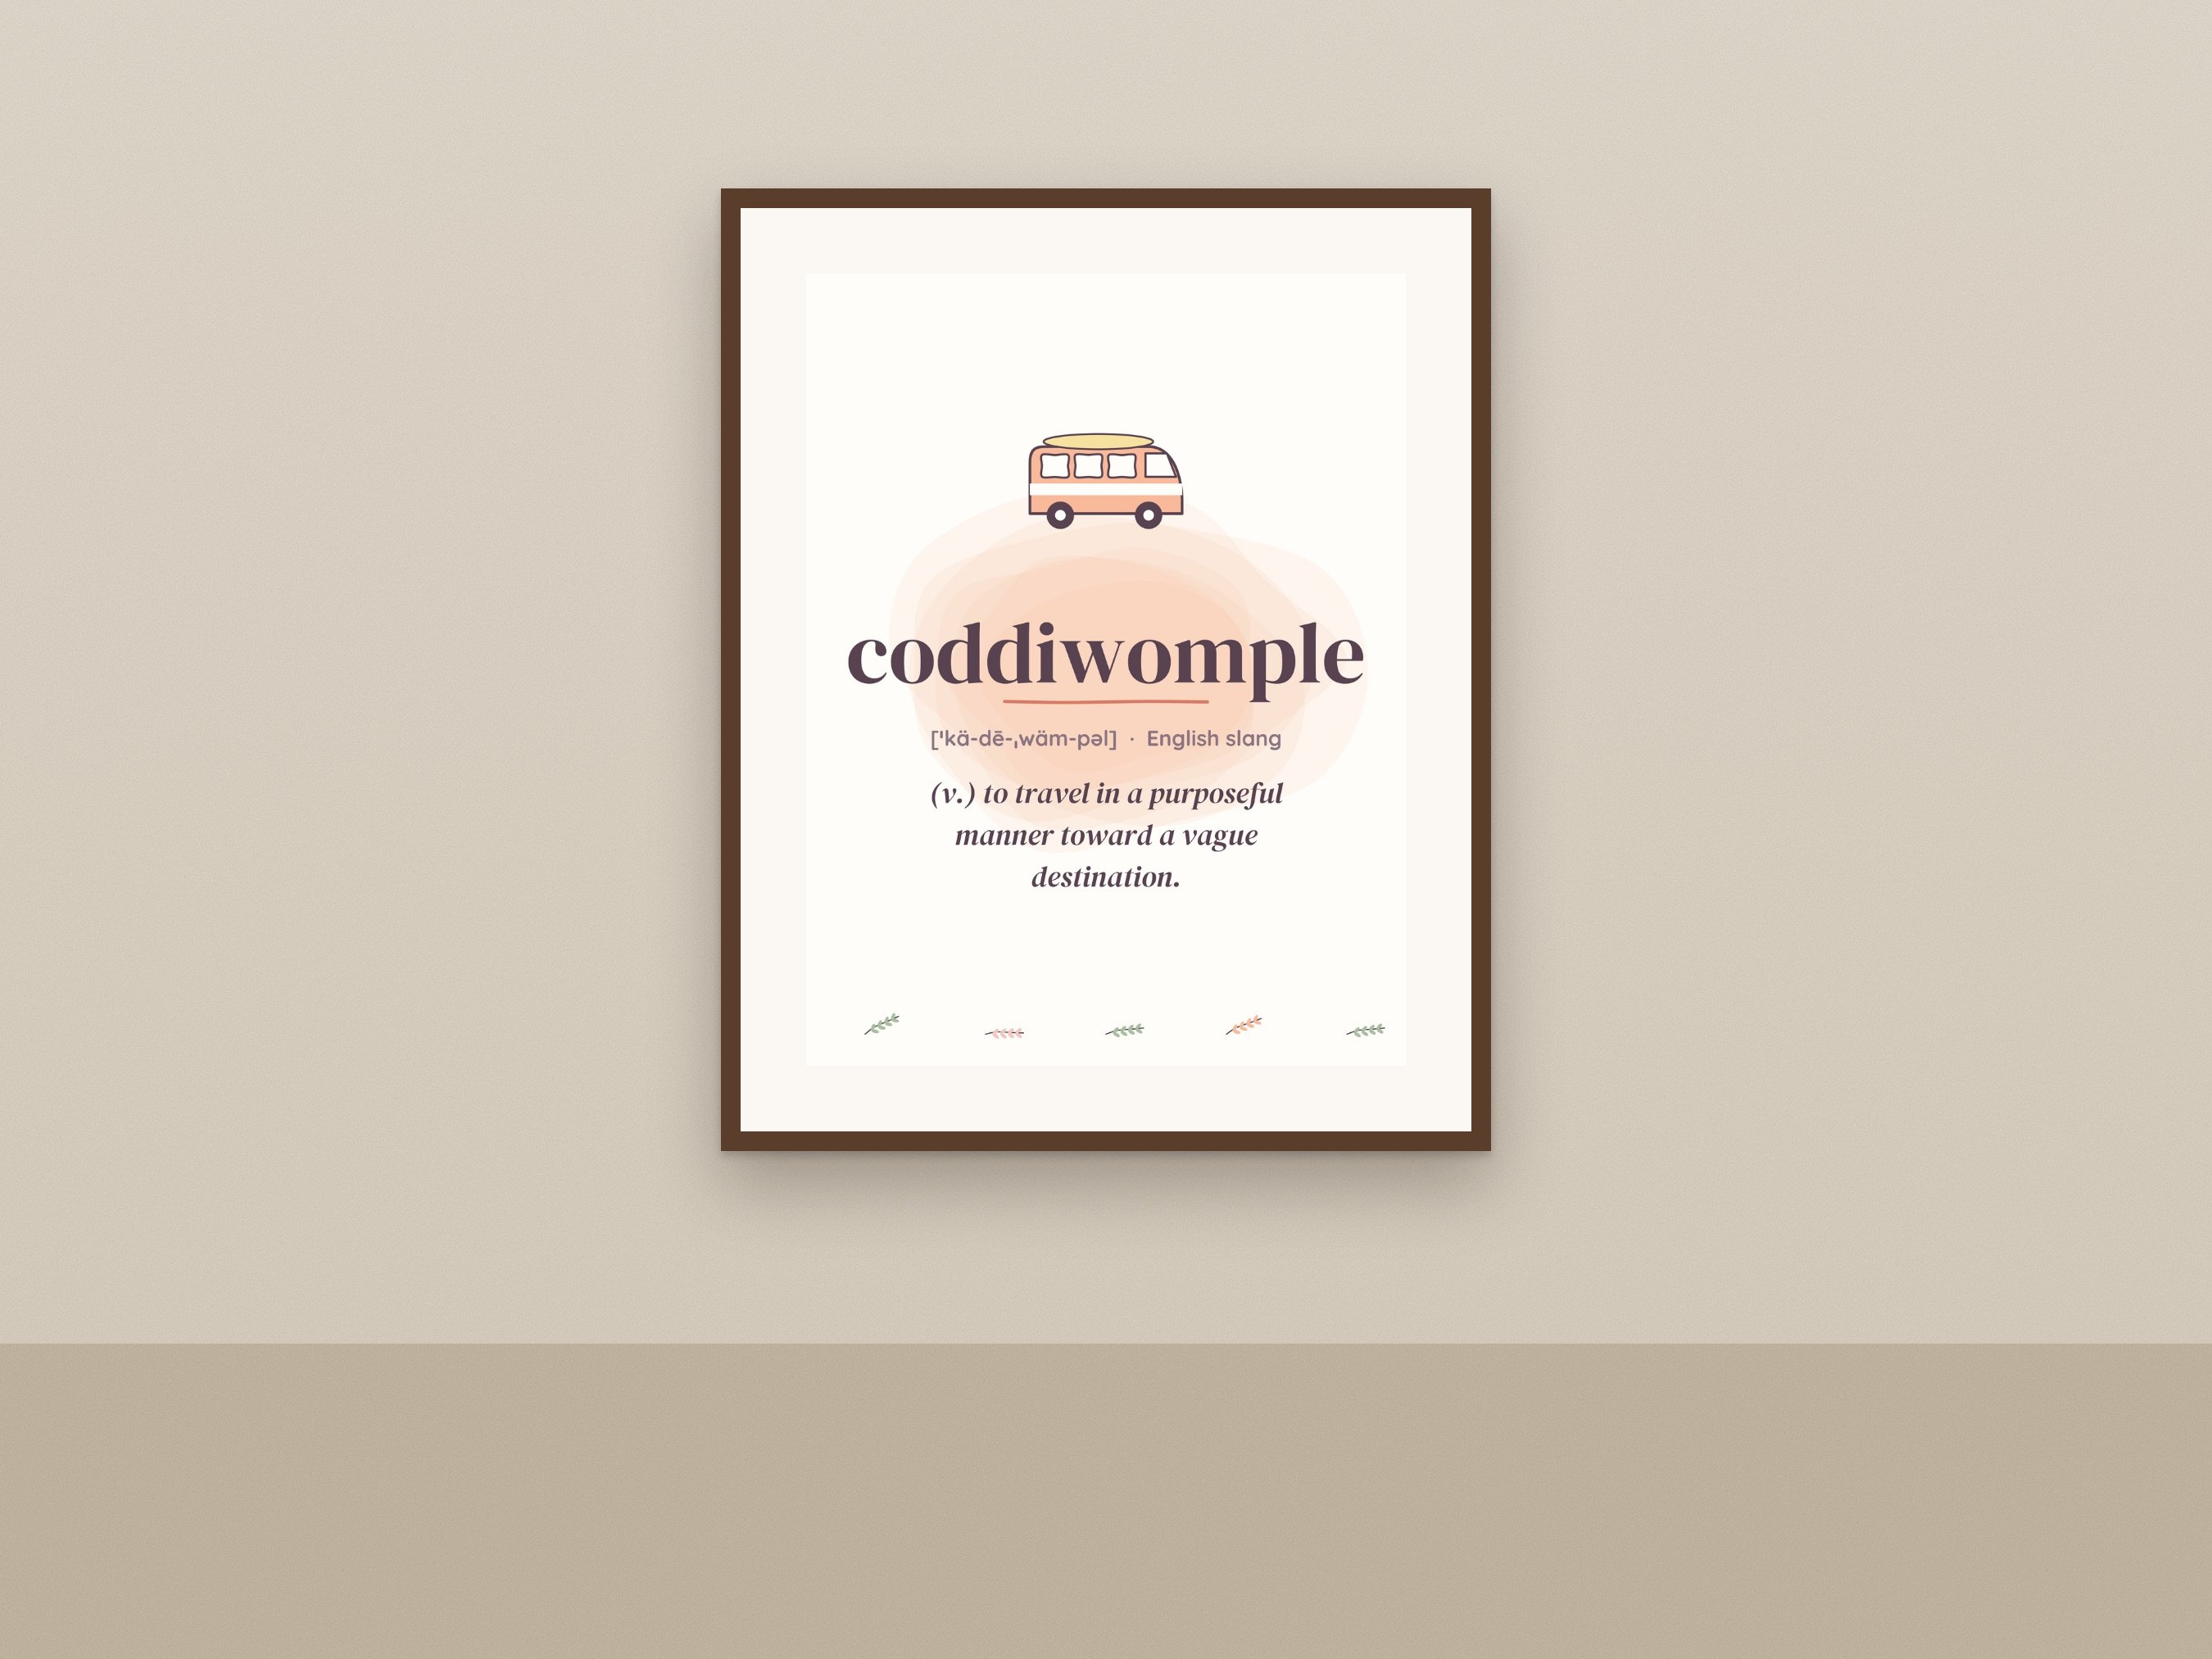 coddiwomple
[ˈkä-dē-ˌwäm-pəl] · English slang
(v.) to travel in a purposeful
manner toward a vague
destination.